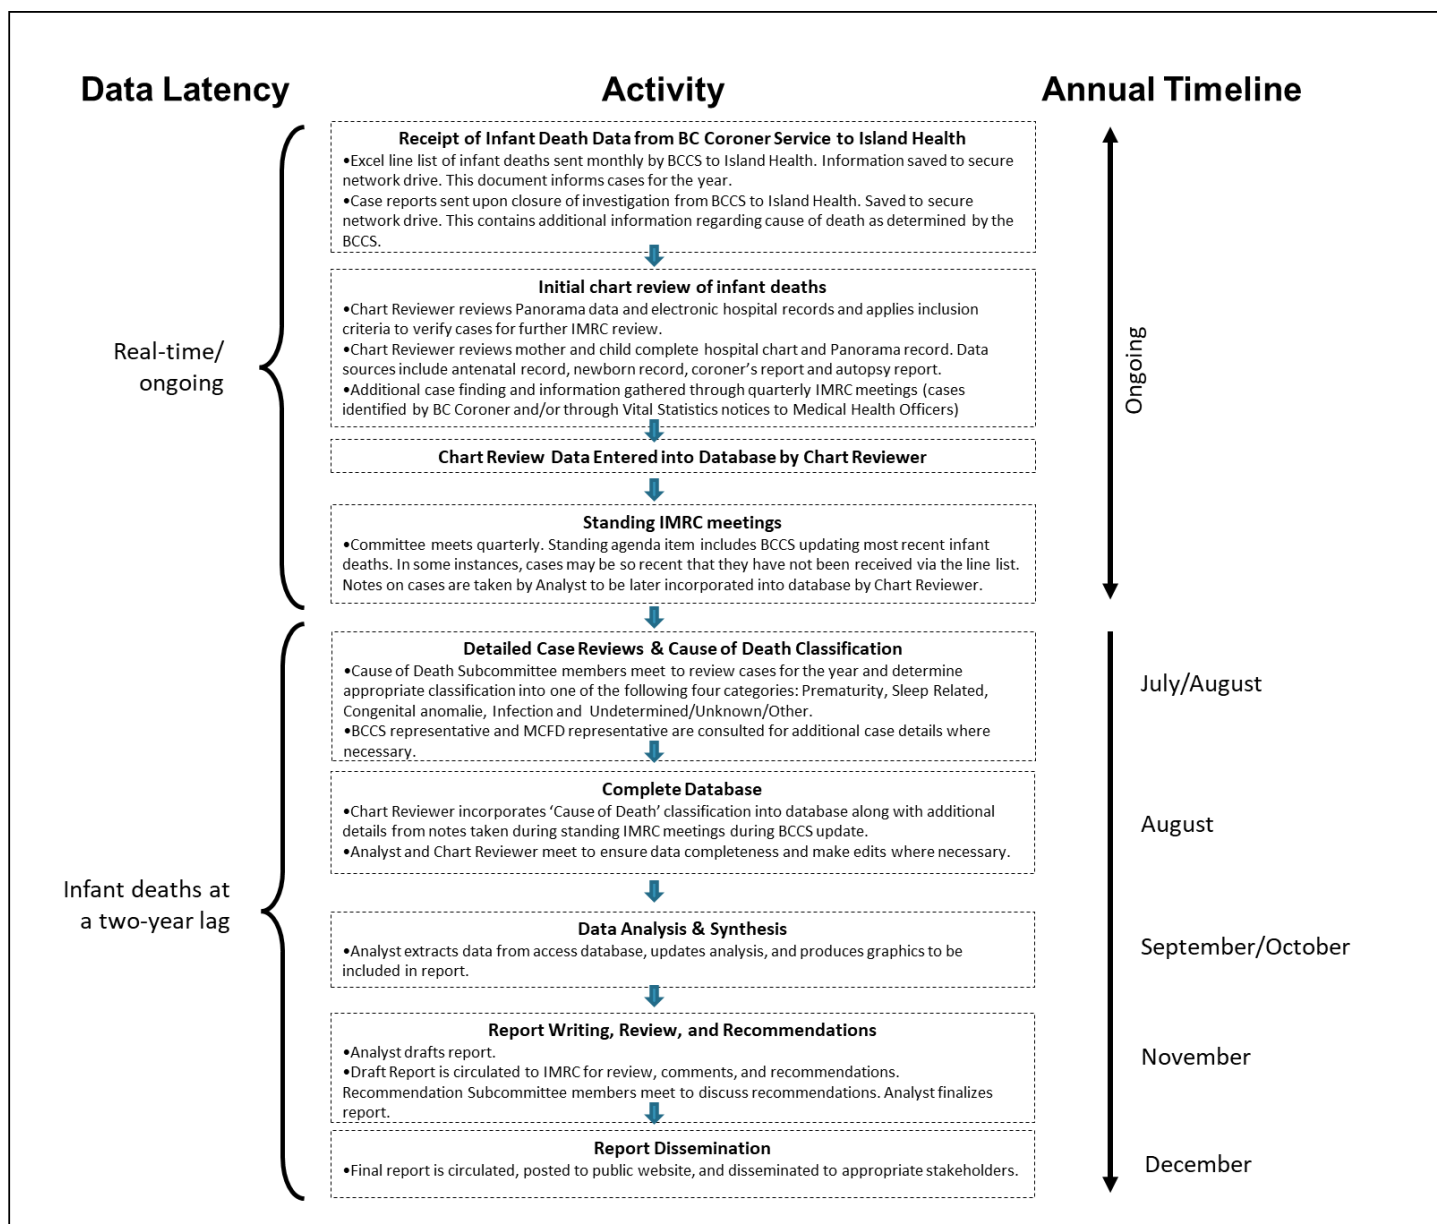 Data Latency
Activity
Annual Timeline
Receipt of Infant Death Data from BC Coroner Service to Island Health
•Excel line list of infant deaths sent monthly by BCCS to Island Health. Information saved to secure
network drive. This document informs cases for the year.
•Case reports sent upon closure of investigation from BCCS to Island Health. Saved to secure
network drive. This contains additional information regarding cause of death as determined by the
BCCS.
Initial chart review of infant deaths
•Chart Reviewer reviews Panorama data and electronic hospital records and applies inclusion
criteria to verify cases for further IMRC review.
•Chart Reviewer reviews mother and child complete hospital chart and Panorama record. Data
sources include antenatal record, newborn record, coroner's report and autopsy report.
•Additional case finding and information gathered through quarterly IMRC meetings (cases
identified by BC Coroner and/or through Vital Statistics notices to Medical Health Officers)
Real-time/
ongoing
Ongoing
Chart Review Data Entered into Database by Chart Reviewer
Standing IMRC meetings
•Committee meets quarterly. Standing agenda item includes BCCS updating most recent infant
deaths. In some instances, cases may be so recent that they have not been received via the line list.
Notes on cases are taken by Analyst to be later incorporated into database by Chart Reviewer.
Detailed Case Reviews & Cause of Death Classification
•Cause of Death Subcommittee members meet to review cases for the year and determine
appropriate classification into one of the following four categories: Prematurity, Sleep Related,
Congenital anomalie, Infection and Undetermined/Unknown/Other.
•BCCS representative and MCFD representative are consulted for additional case details where
necessary.
July/August
Complete Database
•Chart Reviewer incorporates 'Cause of Death' classification into database along with additional
details from notes taken during standing IMRC meetings during BCCS update.
•Analyst and Chart Reviewer meet to ensure data completeness and make edits where necessary.
August
Infant deaths at
a two-year lag
Data Analysis & Synthesis
•Analyst extracts data from access database, updates analysis, and produces graphics to be
included in report.
September/October
Report Writing, Review, and Recommendations
•Analyst drafts report.
•Draft Report is circulated to IMRC for review, comments, and recommendations.
Recommendation Subcommittee members meet to discuss recommendations. Analyst finalizes
report.
November
Report Dissemination
•Final report is circulated, posted to public website, and disseminated to appropriate stakeholders.
December